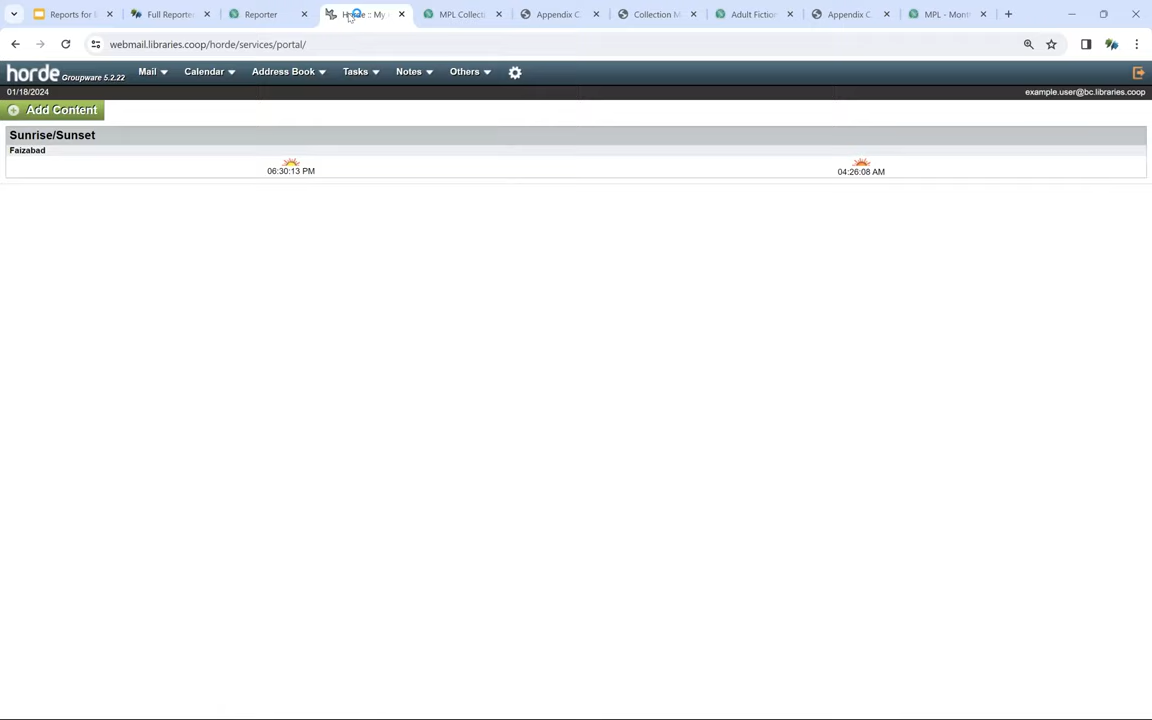 Reports for
Full Reporte
Reporter
Horde :: My
MPL Collecti
Appendix C.
Collection M
Adult Fiction
Appendix C.
MPL - Mont
webmail.libraries.coop/horde/services/portal/
horde Groupware 5.2.22
Mail
Calendar
Address Book
Tasks
Notes
Others
01/18/2024
example.user@bc.libraries.coop
Add Content
Sunrise/Sunset
Faizabad
06:30:13 PM
04:26:08 AM